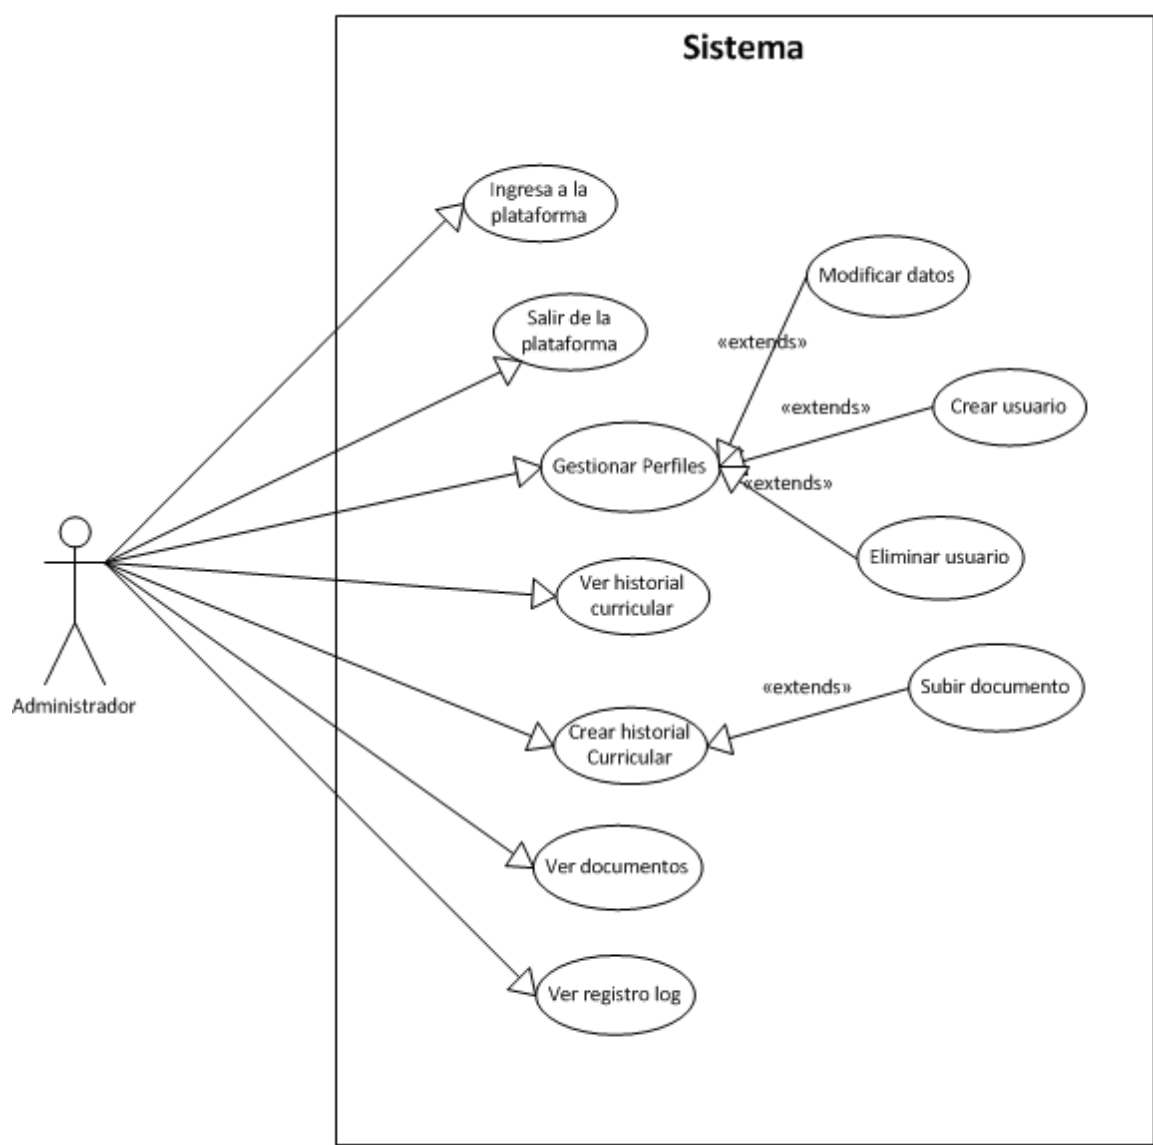 Sistema
Ingresa a la
plataforma
Modificar datos
Salir de la
plataforma
«extends»
«extends»
Crear usuario
Gestionar Perfiles
«extends»
Eliminar usuario
Ver historial
curricular
Administrador
«extends»
Subir documento
Crear historial
Curricular
Ver documentos
Ver registro log